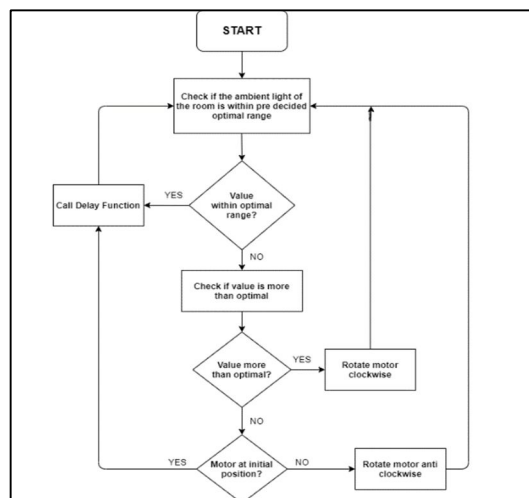 START
Check if the ambient light of
the room is within pre decided
optimal range
YES
Call Delay Function
Value
within optimal
range?
NO
Check if value is more
than optimal
Value more
than optimal?
YES
Rotate motor
clockwise
NO
YES
Motor at initial
position?
NO
Rotate motor anti
clockwise